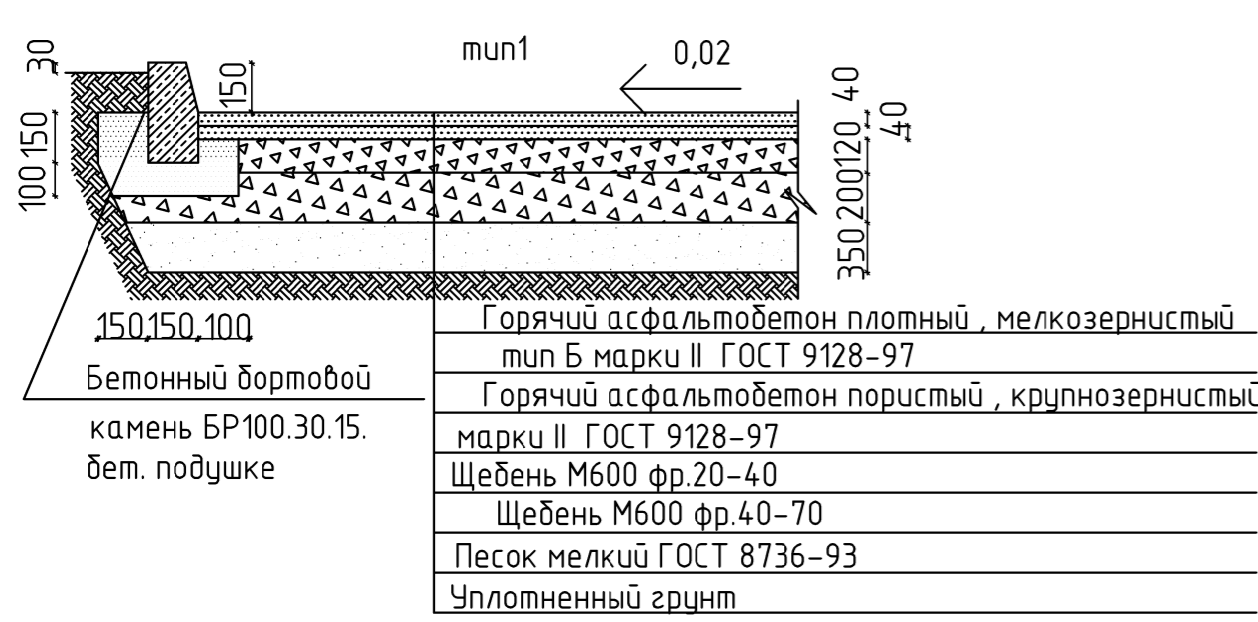 тип1
0,02
30
150
150
100
40
40
120
200
350
150,150,100
Бетонный бортовой
камень БР100.30.15.
бет. подушке
Горячий асфальтобетон плотный , мелкозернистый
тип Б марки II ГОСТ 9128-97
Горячий асфальтобетон пористый , крупнозернистый
марки II ГОСТ 9128-97
Щебень М600 фр.20-40
Щебень М600 фр.40-70
Песок мелкий ГОСТ 8736-93
Уплотненный грунт